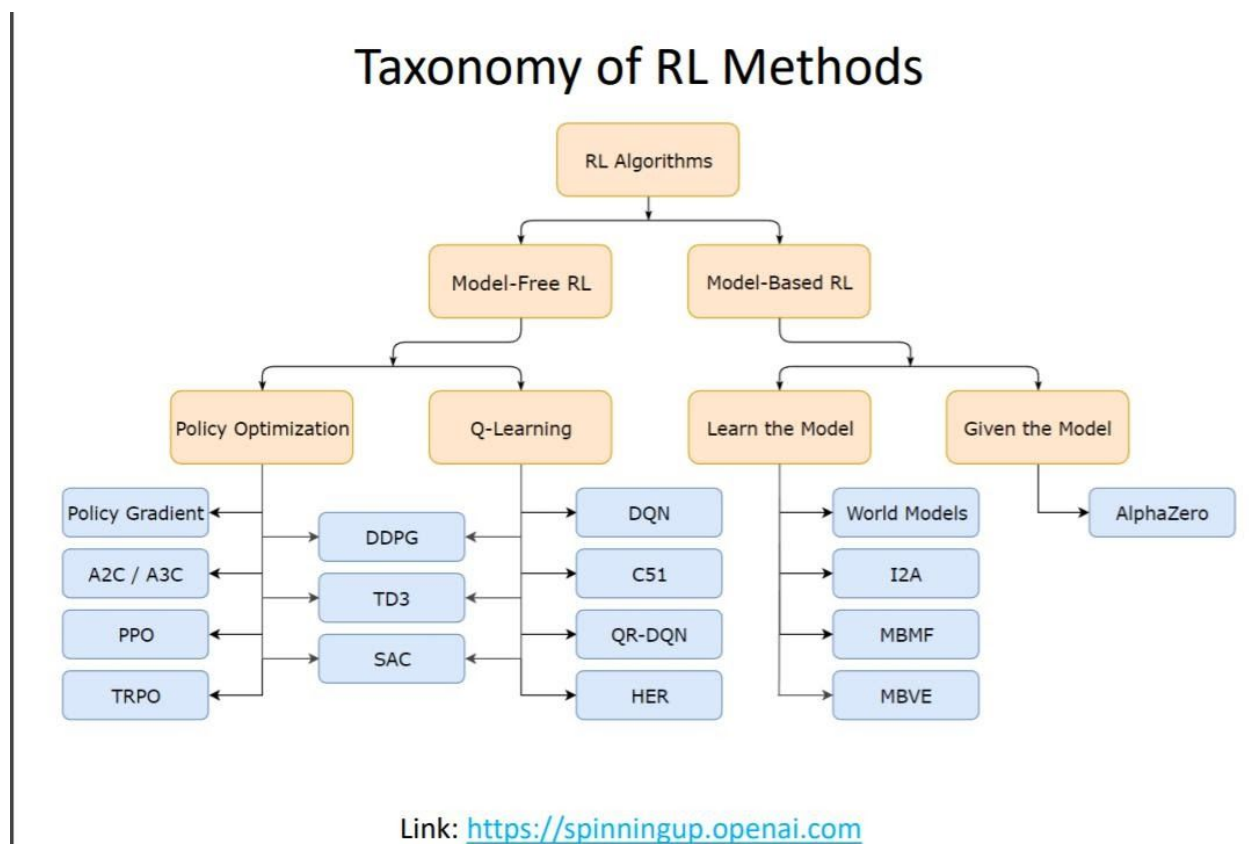 Taxonomy of RL Methods
RL Algorithms
Model-Free RL
Model-Based RL
Policy Optimization
Q-Learning
Learn the Model
Given the Model
Policy Gradient
DDPG
DQN
World Models
AlphaZero
A2C / A3C
TD3
C51
I2A
PPO
SAC
QR-DQN
MBMF
TRPO
HER
MBVE
Link: https://spinningup.openai.com